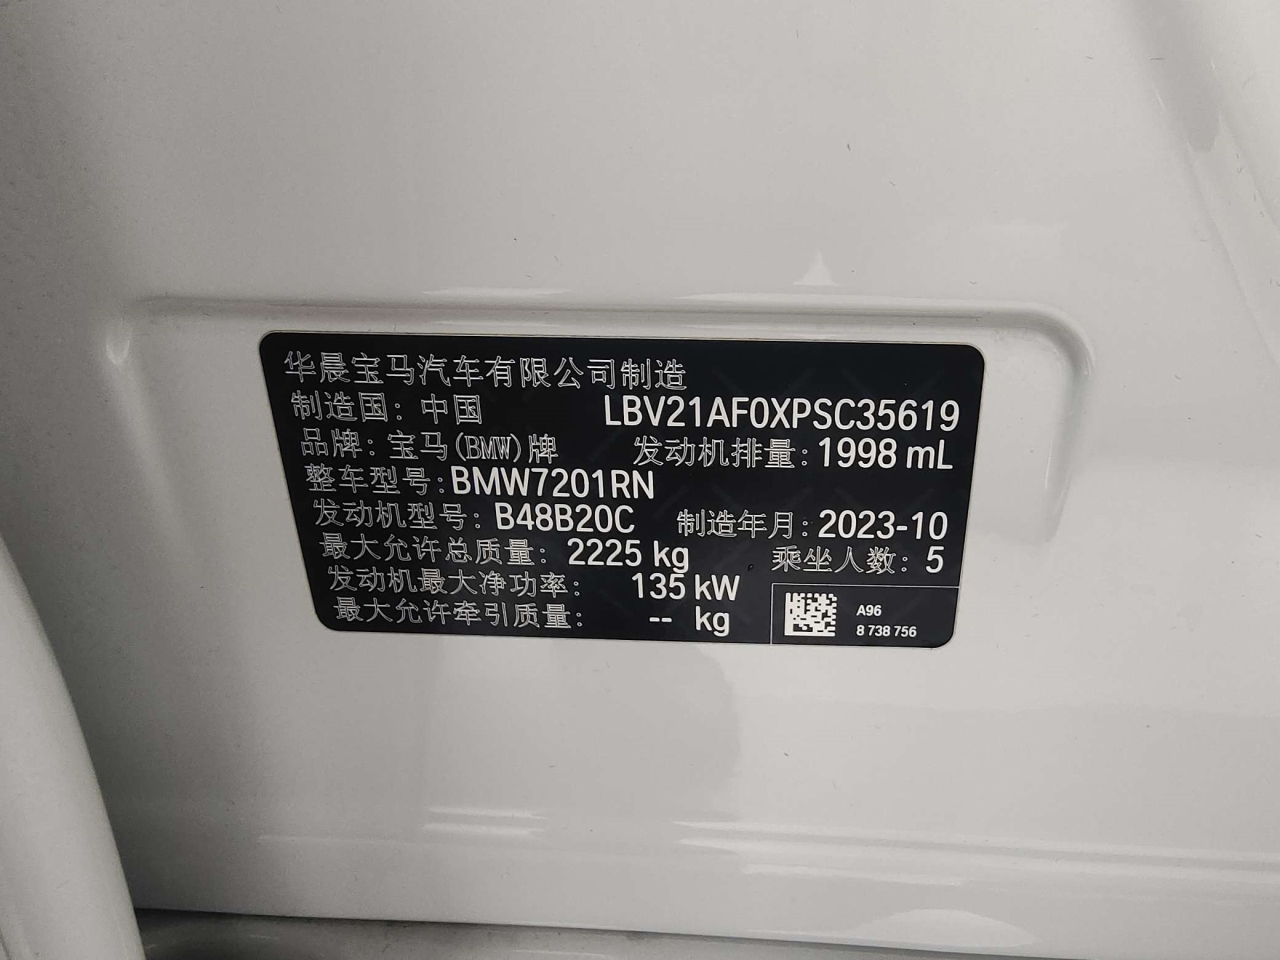 华晨宝马汽车有限公司制造
制造国: 中国 LBV21AF0XPSC35619
品牌: 宝马(BMW)牌 发动机排量: 1998 mL
整车型号: BMW7201RN
发动机型号: B48B20C 制造年月: 2023-10
最大允许总质量: 2225 kg 乘坐人数: 5
发动机最大净功率: 135 kW
最大允许牵引质量: -- kg
A96
8 738 756